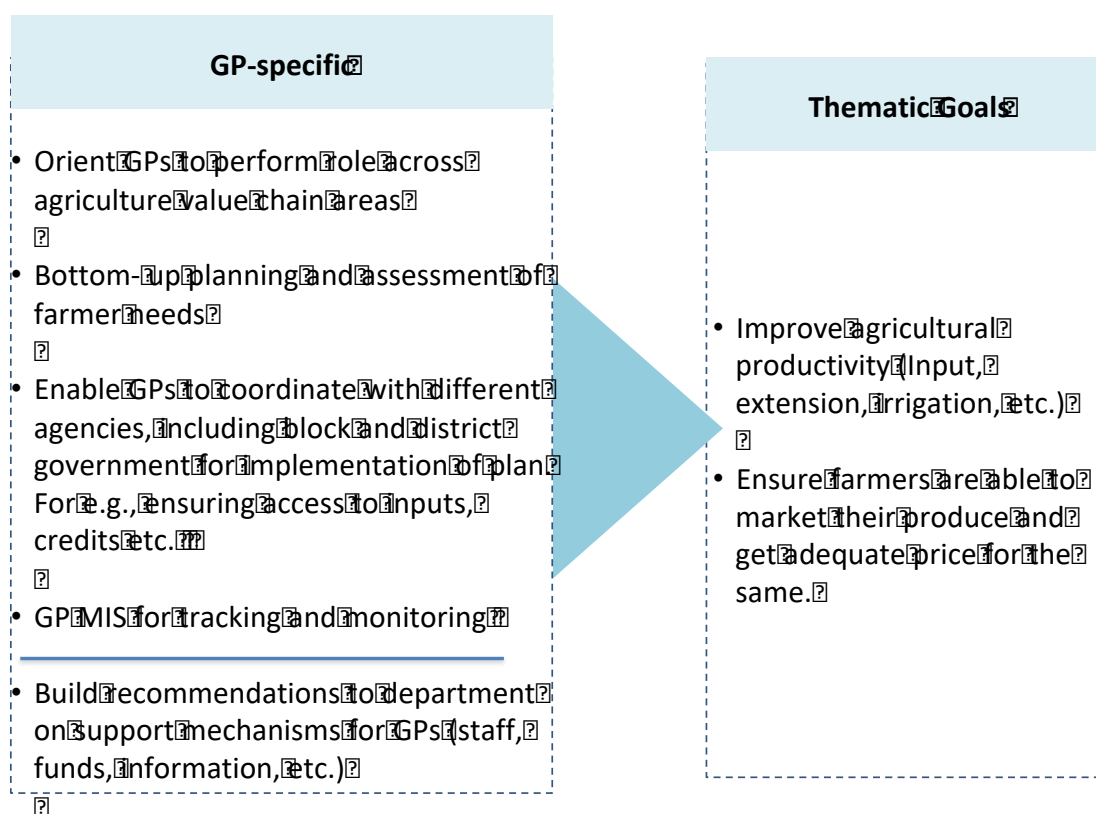 GP-specific
• Orient GPs to perform role across
agriculture value chain areas
• Bottom-up planning and assessment of
farmer needs
• Enable GPs to coordinate with different
agencies, including block and district
government for implementation of plan.
For e.g., ensuring access to inputs,
credits etc.
• GP MIS for tracking and monitoring
• Build recommendations to department
on support mechanisms for GPs (staff,
funds, information, etc.)
Thematic Goals
• Improve agricultural
productivity (Input,
extension, irrigation, etc.)
• Ensure farmers are able to
market their produce and
get adequate price for the
same.